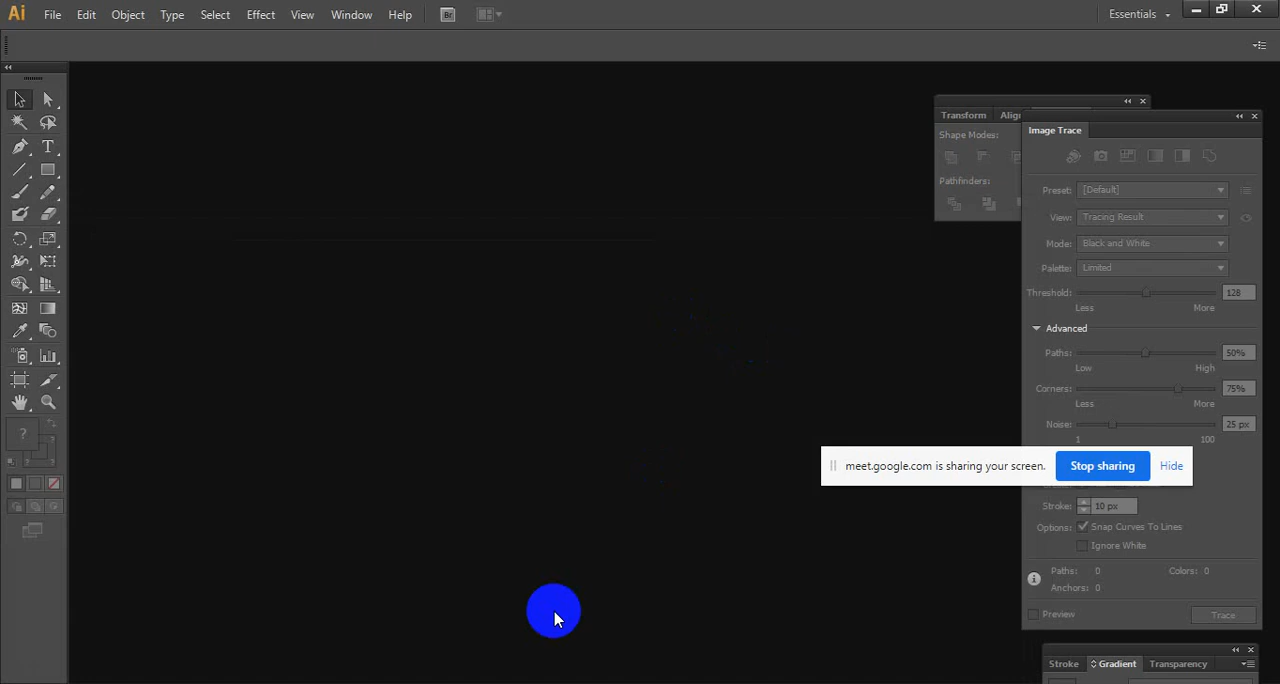 Ai File Edit Object Type Select Effect View Window Help Br Essentials
Transform Alig
Image Trace
Shape Modes:
Pathfinders:
Preset: [Default]
View: Tracing Result
Mode: Black and White
Palette: Limited
Threshold: 128
Less More
Advanced
Paths: 50%
Low High
Corners: 75%
Less More
Noise: 25 px
1 100
meet.google.com is sharing your screen. Stop sharing Hide
Stroke: 10 px
Options: Snap Curves To Lines
Ignore White
Paths: 0 Colors: 0
Anchors: 0
Preview Trace
Stroke Gradient Transparency